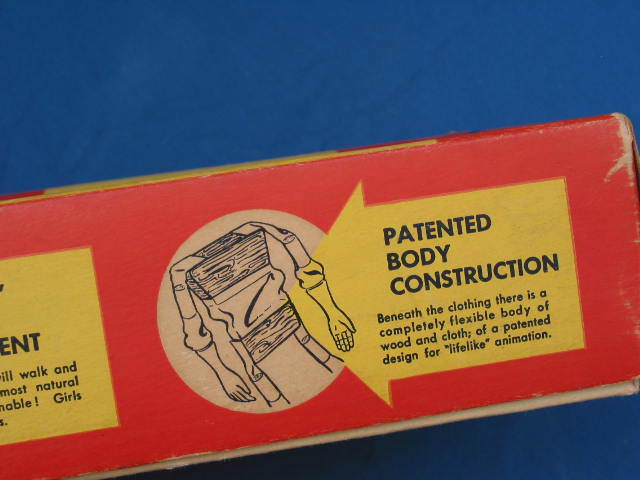 ENT
ill walk and
most natural
nable! Girls
s.
PATENTED
BODY
CONSTRUCTION
Beneath the clothing there is a
completely flexible body of
wood and cloth; of a patented
design for "lifelike" animation.